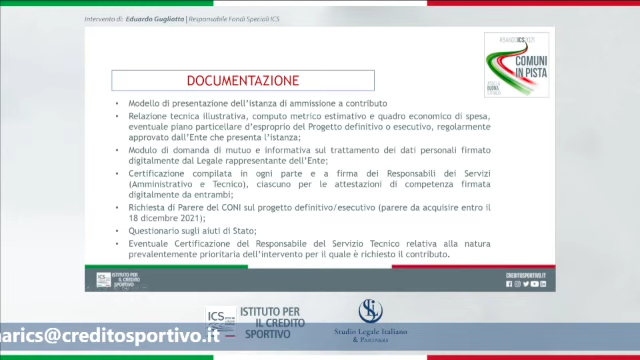 Intervento di: Eduardo Gugliotta | Responsabile Fondi Speciali ICS
COMUNI
IN PISTA
DOCUMENTAZIONE
• Modello di presentazione dell'istanza di ammissione a contributo
• Relazione tecnica illustrativa, computo metrico estimativo e quadro economico di spesa,
eventuale piano particellare d'esproprio del Progetto definitivo o esecutivo, regolarmente
approvato dall'Ente che presenta l'istanza;
• Modulo di domanda di mutuo e informativa sul trattamento dei dati personali firmato
digitalmente dal Legale rappresentante dell'Ente;
• Certificazione compilata in ogni parte e a firma dei Responsabili dei Servizi
(Amministrativo e Tecnico), ciascuno per le attestazioni di competenza firmata
digitalmente da entrambi;
• Richiesta di Parere del CONI sul progetto definitivo/esecutivo (parere da acquisire entro il
18 dicembre 2021);
• Questionario sugli aiuti di Stato;
• Eventuale Certificazione del Responsabile del Servizio Tecnico relativa alla natura
prevalentemente prioritaria dell'intervento per il quale è richiesto il contributo.
ISTITUTO PER
IL CREDITO
SPORTIVO
CREDITOSPORTIVO.IT
ICS
ISTITUTO PER
IL CREDITO
SPORTIVO
Studio Legale Italiano
& Partners
narics@creditosportivo.it